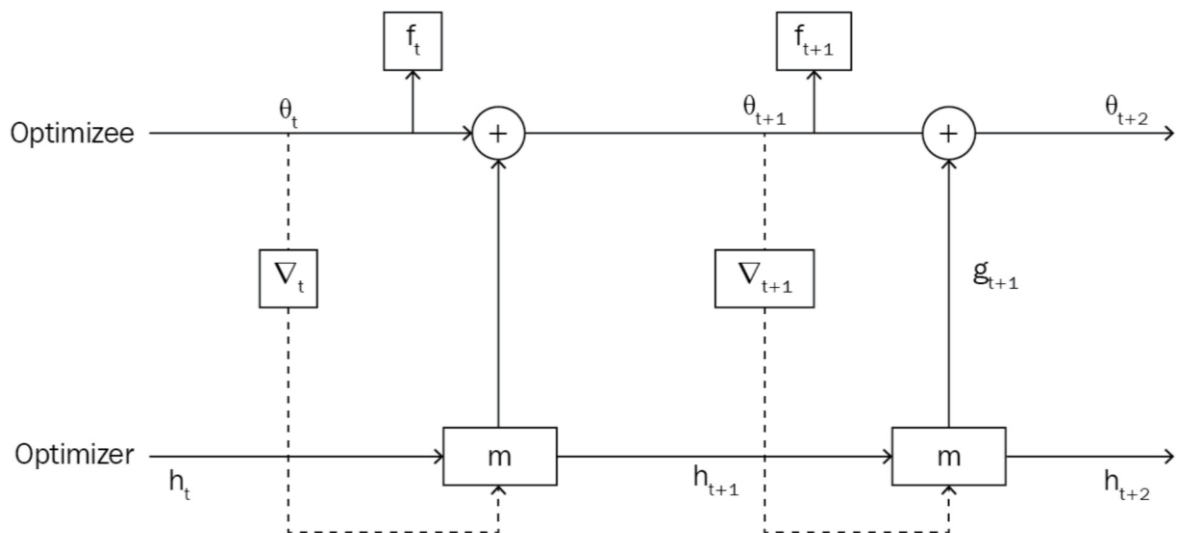 f_t f_{t+1}
θ_t θ_{t+1} θ_{t+2}
Optimizee + +
∇_t ∇_{t+1} g_{t+1}
Optimizer m m
h_t h_{t+1} h_{t+2}